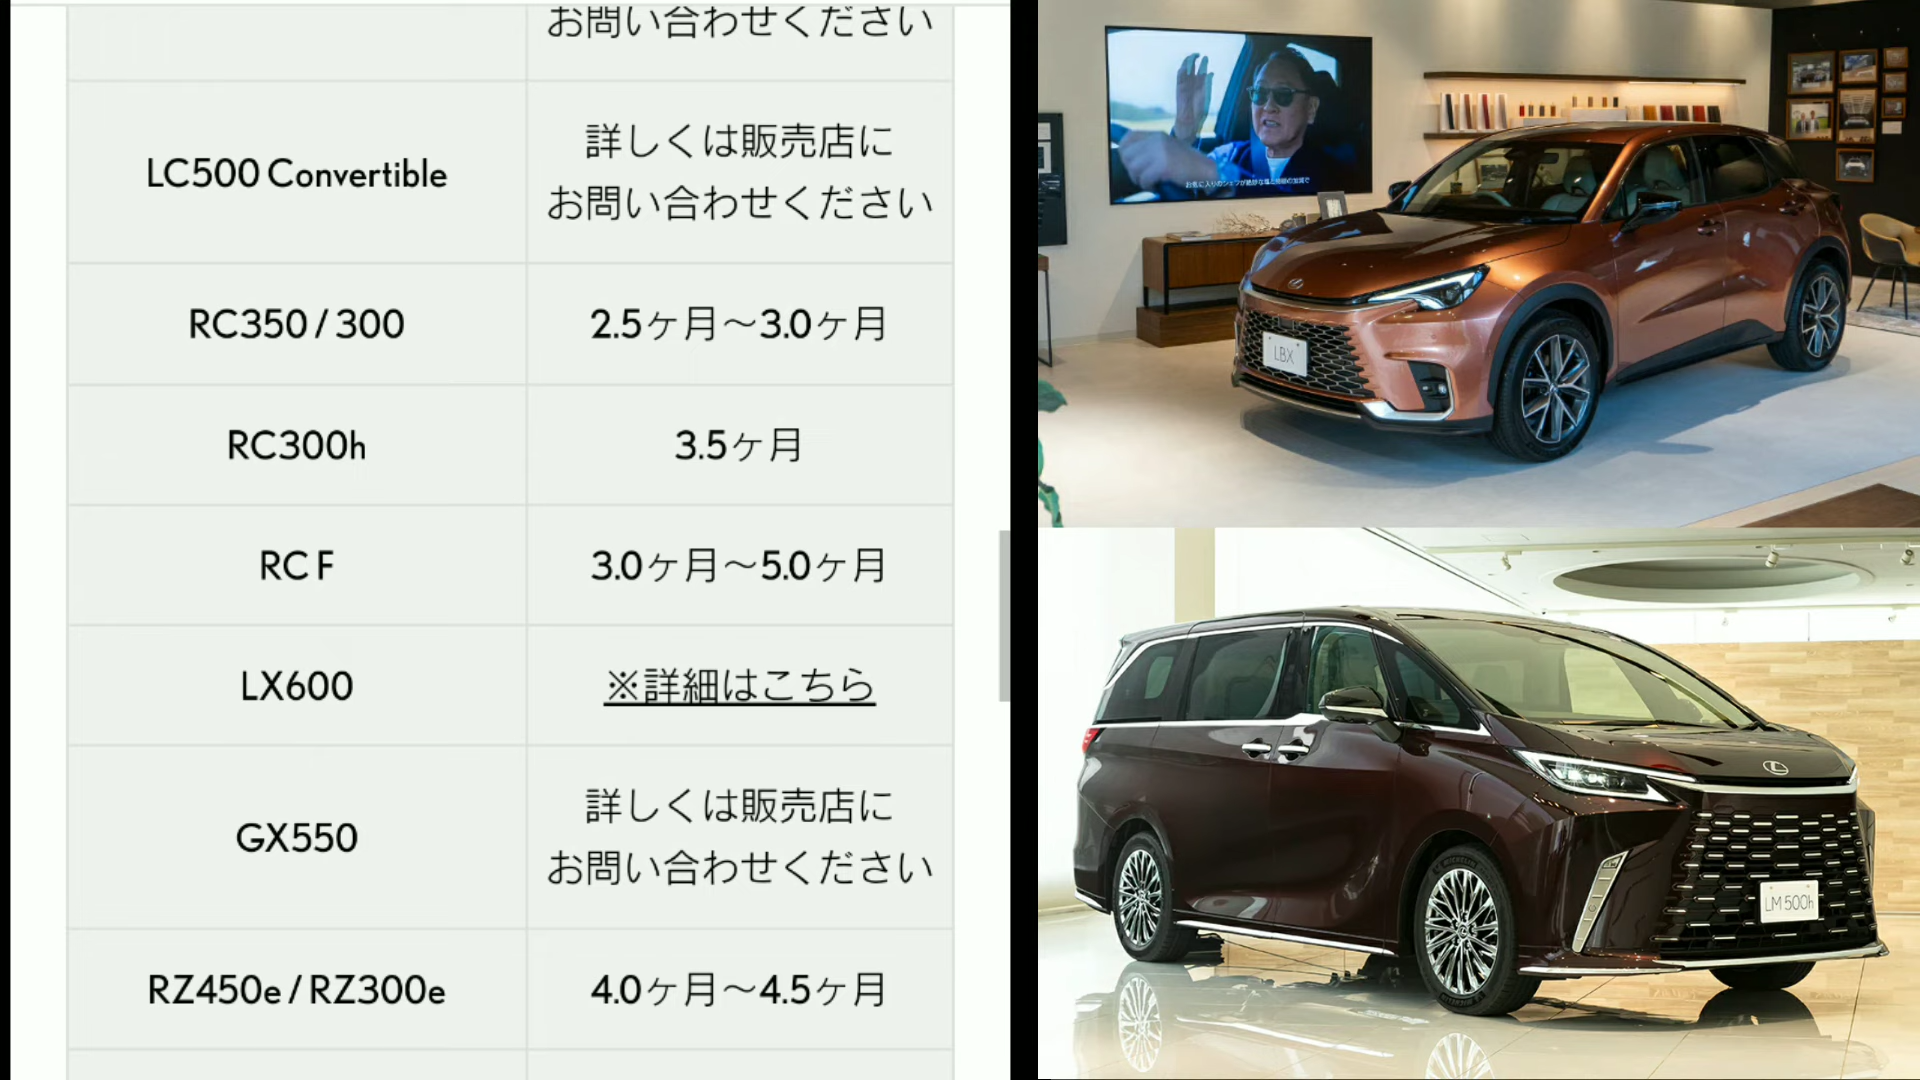 お問い合わせください
LC500 Convertible
詳しくは販売店に
お問い合わせください
RC350 / 300
2.5ヶ月～3.0ヶ月
RC300h
3.5ヶ月
RC F
3.0ヶ月～5.0ヶ月
LX600
※詳細はこちら
GX550
詳しくは販売店に
お問い合わせください
RZ450e / RZ300e
4.0ヶ月～4.5ヶ月
LBX
LM 500h